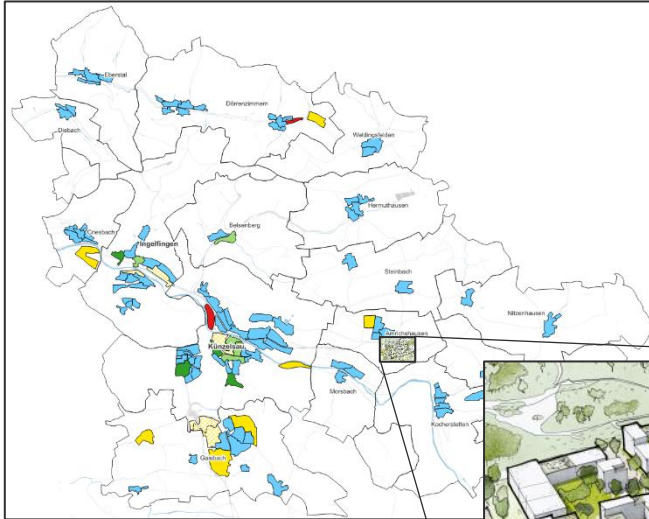 Eberstal
Dörrenzimmern
Diebach
Weldingsfelden
Hermuthausen
Criesbach
Ingelfingen
Belsenberg
Steinbach
Nitzenhausen
Amrichshausen
Künzelsau
Morsbach
Kocherstetten
Gaisbach